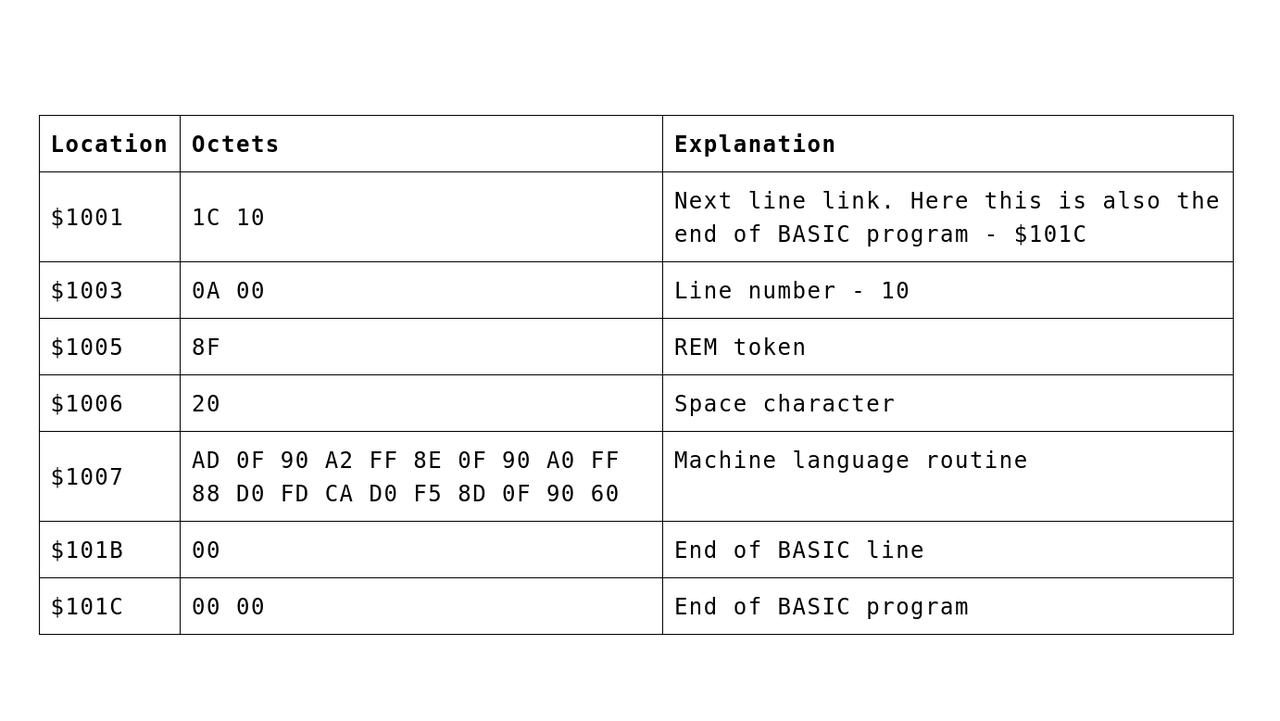 Location Octets Explanation
$1001 1C 10 Next line link. Here this is also the
end of BASIC program - $101C
$1003 0A 00 Line number - 10
$1005 8F REM token
$1006 20 Space character
$1007 AD 0F 90 A2 FF 8E 0F 90 A0 FF Machine language routine
88 D0 FD CA D0 F5 8D 0F 90 60
$101B 00 End of BASIC line
$101C 00 00 End of BASIC program